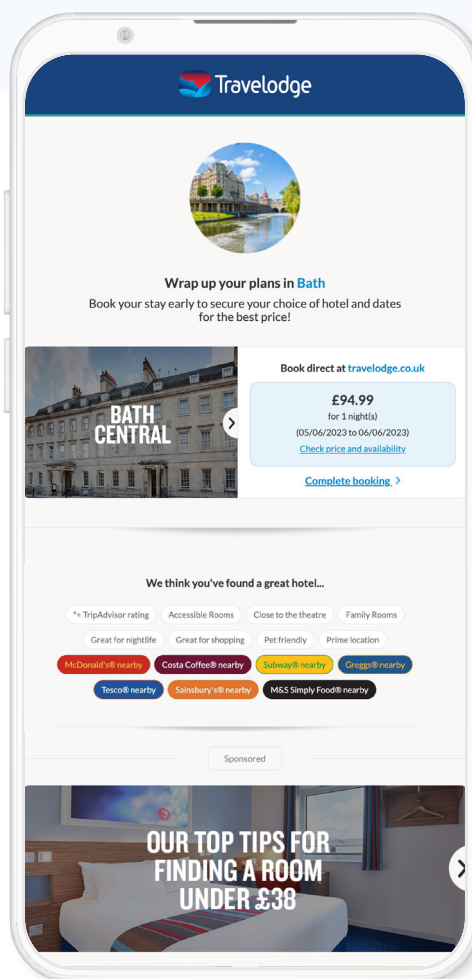 Travelodge
Wrap up your plans in Bath
Book your stay early to secure your choice of hotel and dates
for the best price!
BATH
CENTRAL
Book direct at travelodge.co.uk
£94.99
for 1 night(s)
(05/06/2023 to 06/06/2023)
Check price and availability
Complete booking
We think you've found a great hotel...
*+ TripAdvisor rating Accessible Rooms Close to the theatre Family Rooms
Great for nightlife Great for shopping Pet friendly Prime location
McDonald's® nearby Costa Coffee® nearby Subway® nearby Greggs® nearby
Tesco® nearby Sainsbury's® nearby M&S Simply Food® nearby
Sponsored
OUR TOP TIPS FOR
FINDING A ROOM
UNDER £38